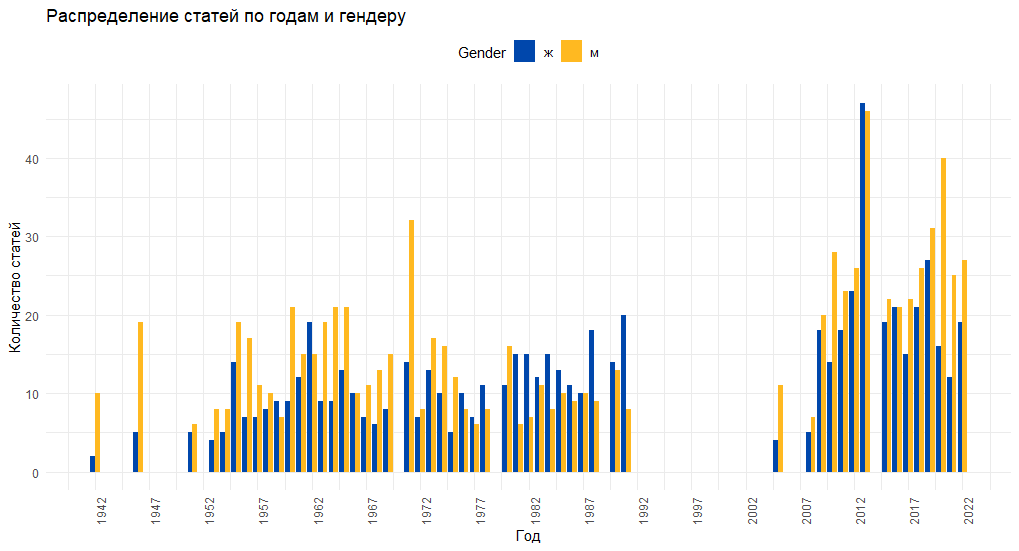 Распределение статей по годам и гендеру
Gender ж м
Количество статей
40
30
20
10
0
1942 1947 1952 1957 1962 1967 1972 1977 1982 1987 1992 1997 2002 2007 2012 2017 2022
Год